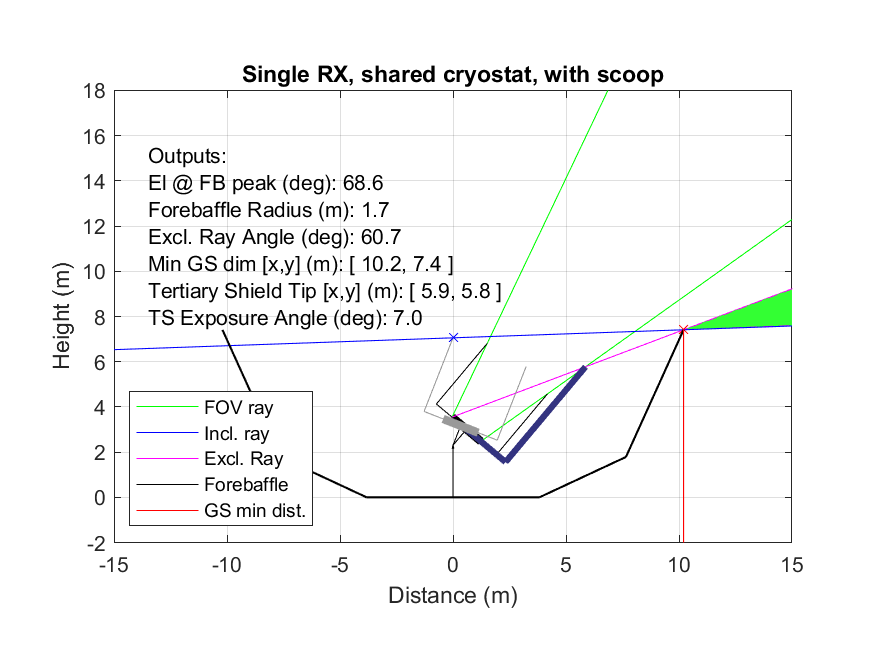 Single RX, shared cryostat, with scoop
18
16
14
12
10
8
6
4
2
0
-2
Height (m)
Outputs:
El @ FB peak (deg): 68.6
Forebaffle Radius (m): 1.7
Excl. Ray Angle (deg): 60.7
Min GS dim [x,y] (m): [ 10.2, 7.4 ]
Tertiary Shield Tip [x,y] (m): [ 5.9, 5.8 ]
TS Exposure Angle (deg): 7.0
FOV ray
Incl. ray
Excl. Ray
Forebaffle
GS min dist.
-15 -10 -5 0 5 10 15
Distance (m)